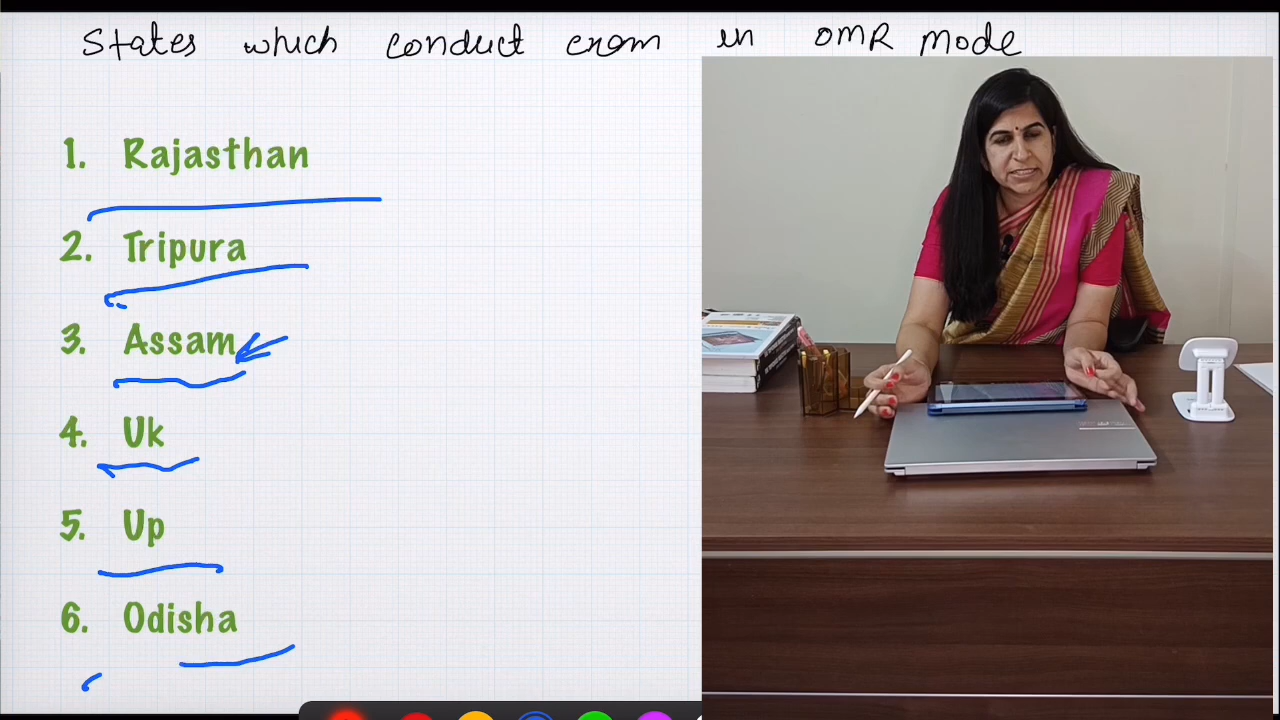 States which conduct exam in OMR mode
1. Rajasthan
2. Tripura
3. Assam
4. Uk
5. Up
6. Odisha